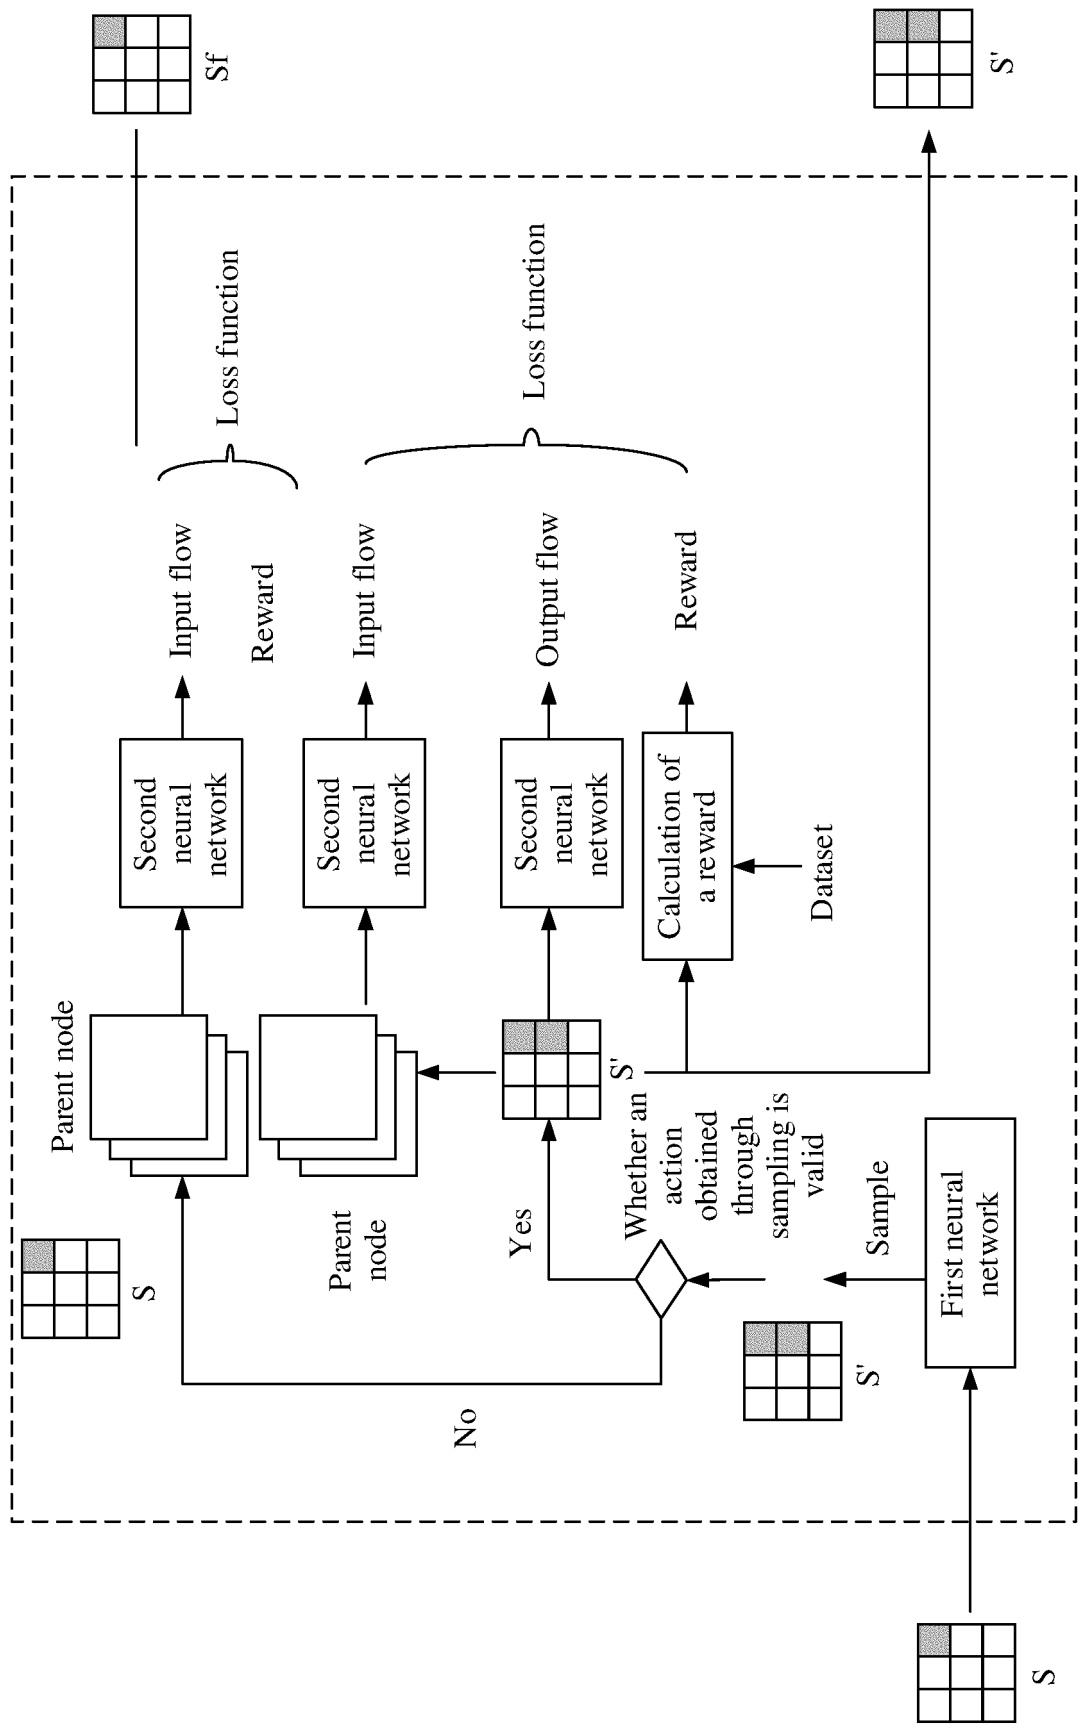 S
First neural
network
Sample
S'
Whether an
action
obtained
through
sampling is
valid
No
Yes
S
Parent node
Parent
node
S'
Second
neural
network
Second
neural
network
Second
neural
network
Calculation of
a reward
Dataset
Input flow
Reward
Input flow
Output flow
Reward
Loss function
Loss function
Sf
S'